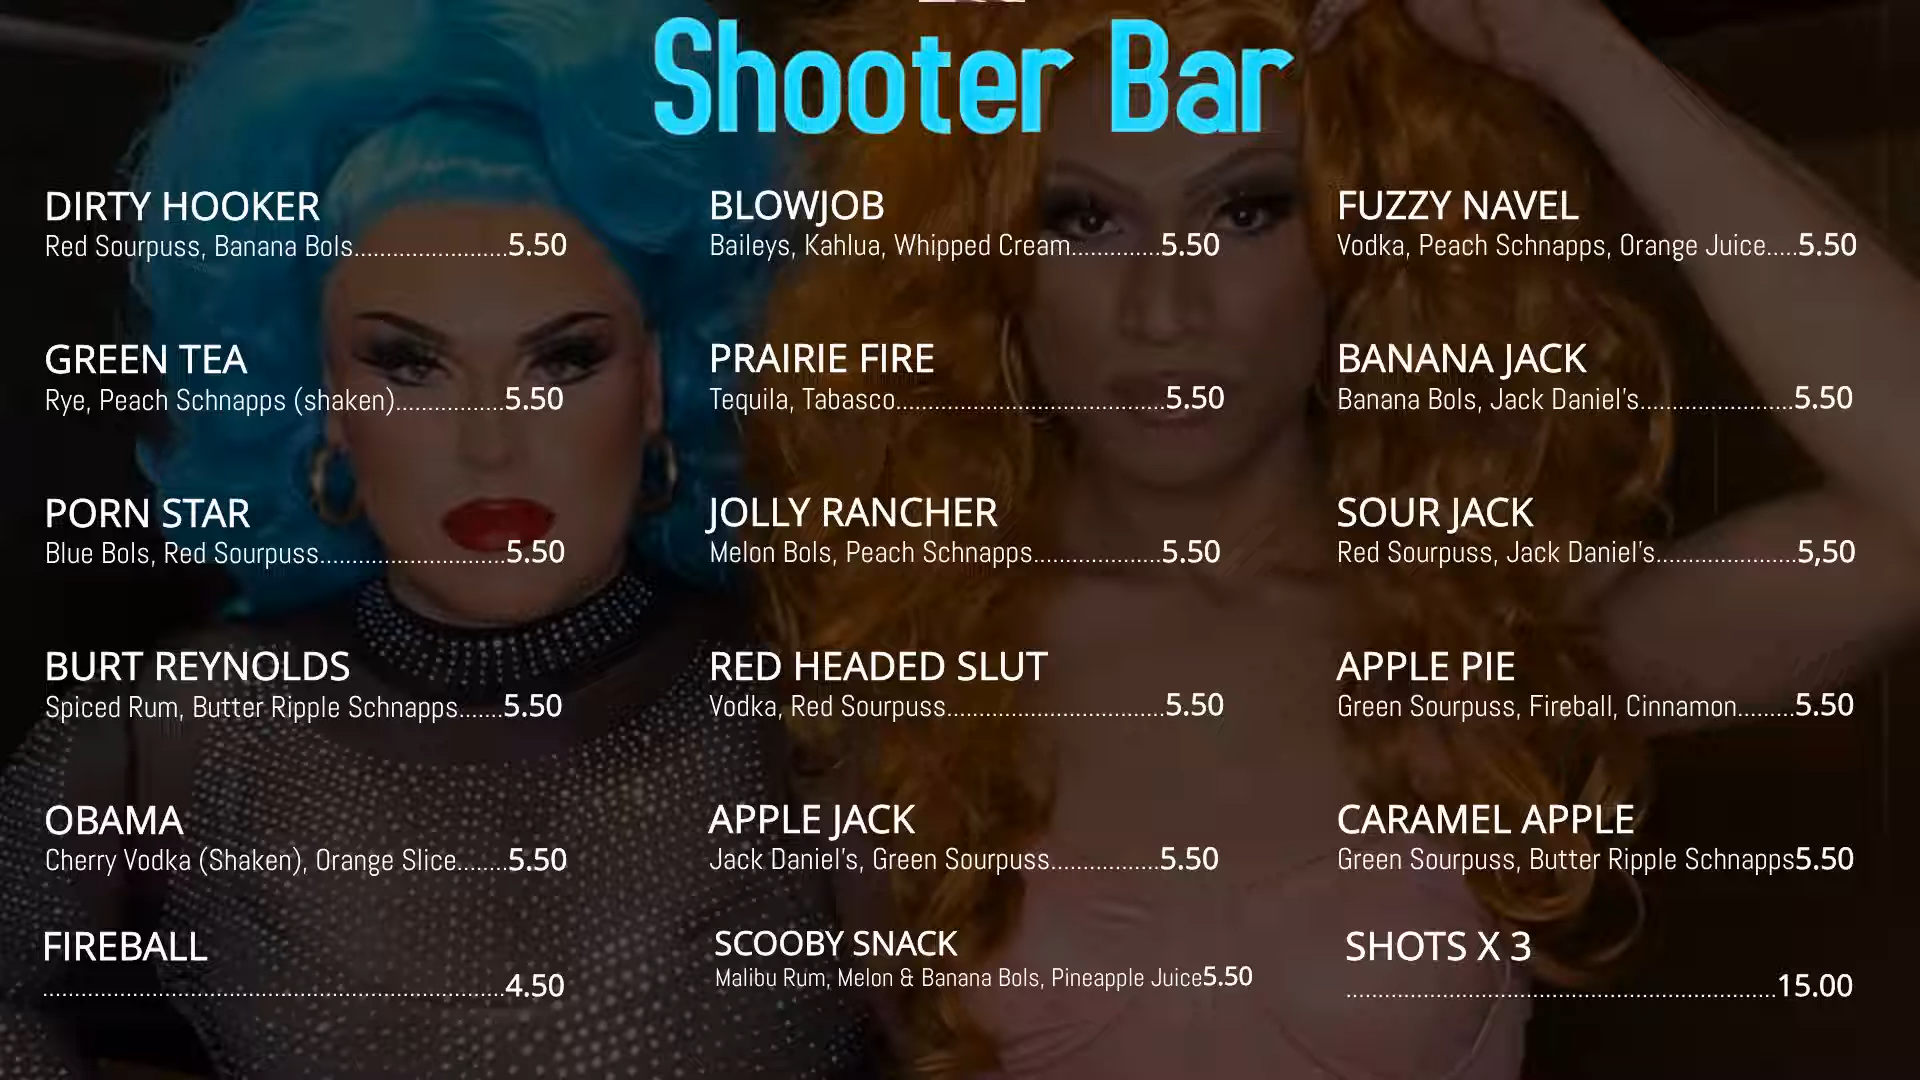 Shooter Bar
DIRTY HOOKER
Red Sourpuss, Banana Bols........................5.50
GREEN TEA
Rye, Peach Schnapps (shaken).................5.50
PORN STAR
Blue Bols, Red Sourpuss.............................5.50
BURT REYNOLDS
Spiced Rum, Butter Ripple Schnapps.......5.50
OBAMA
Cherry Vodka (Shaken), Orange Slice........5.50
FIREBALL
........................................................................4.50
BLOWJOB
Baileys, Kahlua, Whipped Cream..............5.50
PRAIRIE FIRE
Tequila, Tabasco..........................................5.50
JOLLY RANCHER
Melon Bols, Peach Schnapps....................5.50
RED HEADED SLUT
Vodka, Red Sourpuss..................................5.50
APPLE JACK
Jack Daniel's, Green Sourpuss.................5.50
SCOOBY SNACK
Malibu Rum, Melon & Banana Bols, Pineapple Juice5.50
FUZZY NAVEL
Vodka, Peach Schnapps, Orange Juice.....5.50
BANANA JACK
Banana Bols, Jack Daniel's........................5.50
SOUR JACK
Red Sourpuss, Jack Daniel's......................5,50
APPLE PIE
Green Sourpuss, Fireball, Cinnamon.........5.50
CARAMEL APPLE
Green Sourpuss, Butter Ripple Schnapps5.50
SHOTS X 3
...................................................................15.00